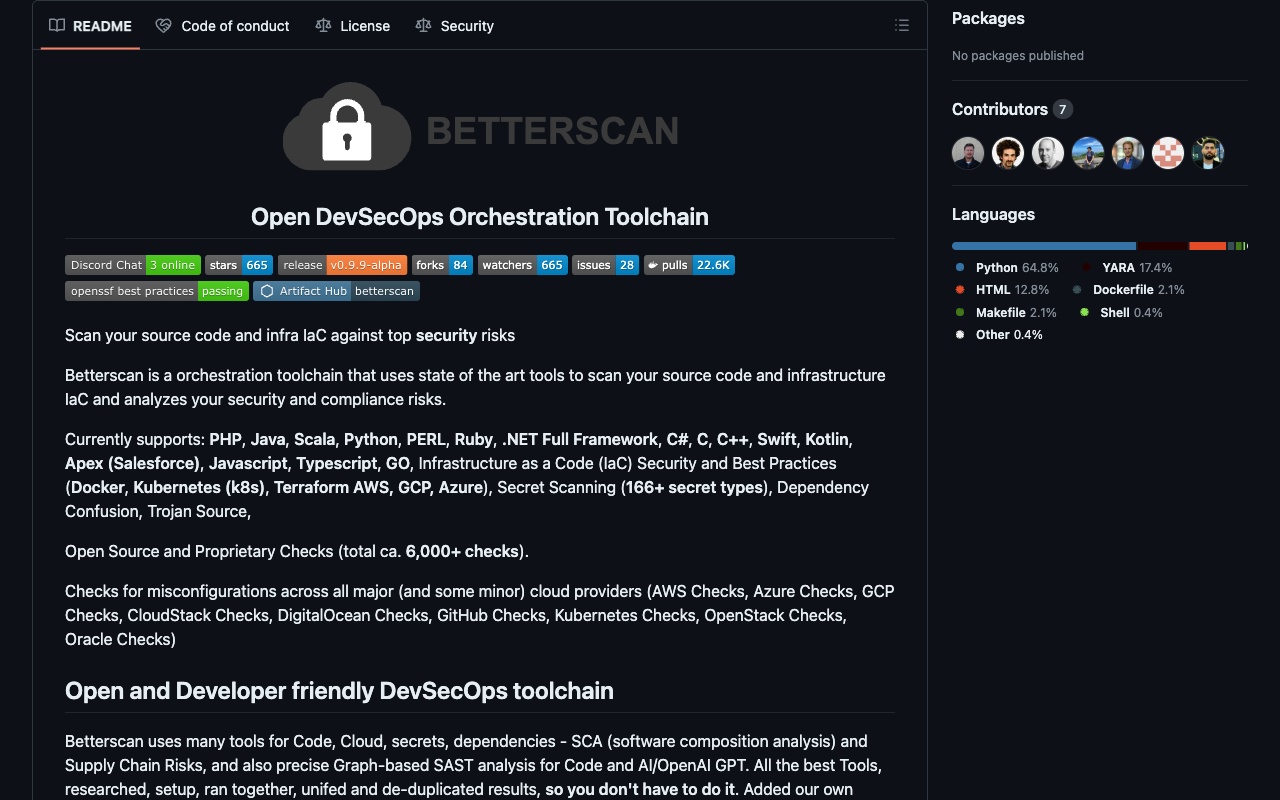 README
Code of conduct
License
Security
BETTERSCAN
Open DevSecOps Orchestration Toolchain
Discord Chat 3 online stars 665 release v0.9.9-alpha forks 84 watchers 665 issues 28 pulls 22.6K
openssf best practices passing Artifact Hub betterscan
Scan your source code and infra IaC against top security risks
Betterscan is a orchestration toolchain that uses state of the art tools to scan your source code and infrastructure
IaC and analyzes your security and compliance risks.
Currently supports: PHP, Java, Scala, Python, PERL, Ruby, .NET Full Framework, C#, C, C++, Swift, Kotlin,
Apex (Salesforce), Javascript, Typescript, GO, Infrastructure as a Code (IaC) Security and Best Practices
(Docker, Kubernetes (k8s), Terraform AWS, GCP, Azure), Secret Scanning (166+ secret types), Dependency
Confusion, Trojan Source,
Open Source and Proprietary Checks (total ca. 6,000+ checks).
Checks for misconfigurations across all major (and some minor) cloud providers (AWS Checks, Azure Checks, GCP
Checks, CloudStack Checks, DigitalOcean Checks, GitHub Checks, Kubernetes Checks, OpenStack Checks,
Oracle Checks)
Open and Developer friendly DevSecOps toolchain
Betterscan uses many tools for Code, Cloud, secrets, dependencies - SCA (software composition analysis) and
Supply Chain Risks, and also precise Graph-based SAST analysis for Code and AI/OpenAI GPT. All the best Tools,
researched, setup, ran together, unifed and de-duplicated results, so you don't have to do it. Added our own
Packages
No packages published
Contributors 7
Languages
Python 64.8% YARA 17.4%
HTML 12.8% Dockerfile 2.1%
Makefile 2.1% Shell 0.4%
Other 0.4%